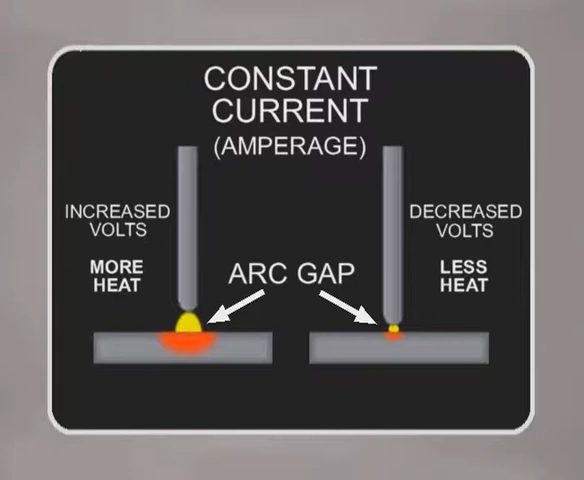 CONSTANT
CURRENT
(AMPERAGE)
INCREASED
VOLTS
MORE
HEAT
ARC GAP
DECREASED
VOLTS
LESS
HEAT